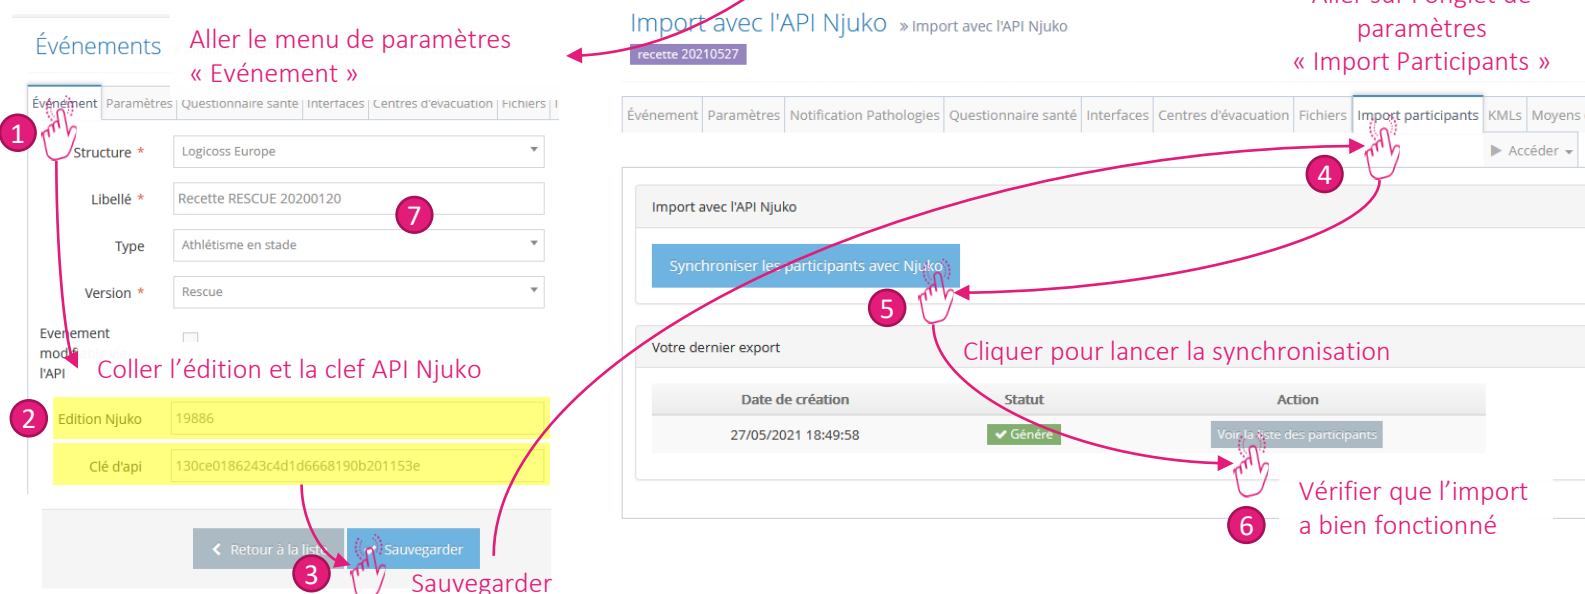 Événements
Aller le menu de paramètres
« Evénement »
Événement Paramètres Questionnaire santé Interfaces Centres d'évacuation Fichiers
1
Structure * Logicoss Europe
Libellé * Recette RESCUE 20200120
7
Type Athlétisme en stade
Version * Rescue
Evenement
l'API
Coller l'édition et la clef API Njuko
2
Edition Njuko 19886
Clé d'api 130ce0186243c4d1d6668190b201153e
Retour à la liste Sauvegarder
3
Sauvegarder
Import avec l'API Njuko » Import avec l'API Njuko
recette 20210527
Aller sur l'onglet de
paramètres
« Import Participants »
Événement Paramètres Notification Pathologies Questionnaire santé Interfaces Centres d'évacuation Fichiers Import participants KMLs Moyens
Accéder
4
Import avec l'API Njuko
Synchroniser les participants avec Njuko
5
Votre dernier export
Cliquer pour lancer la synchronisation
Date de création Statut Action
27/05/2021 18:49:58 Généré Voir la liste des participants
Vérifier que l'import
a bien fonctionné
6